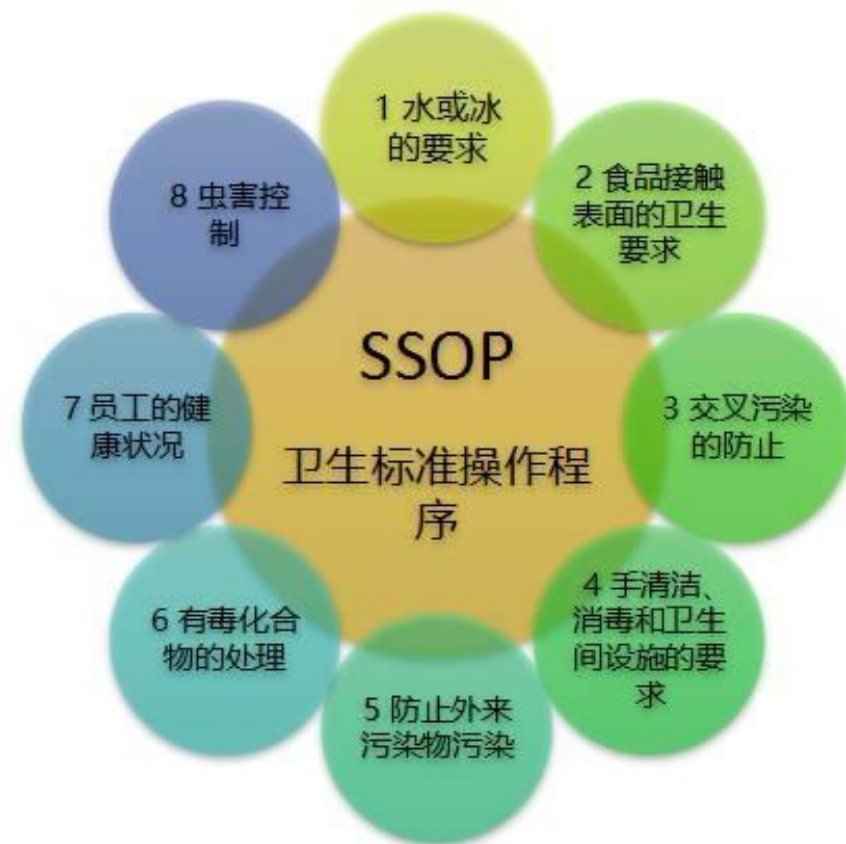 1 水或冰
的要求
2 食品接触
表面的卫生
要求
3 交叉污染
的防止
4 手清洁、
消毒和卫生
间设施的要
求
5 防止外来
污染物污染
6 有毒化合
物的处理
7 员工的健
康状况
8 虫害控
制
SSOP
卫生标准操作程
序